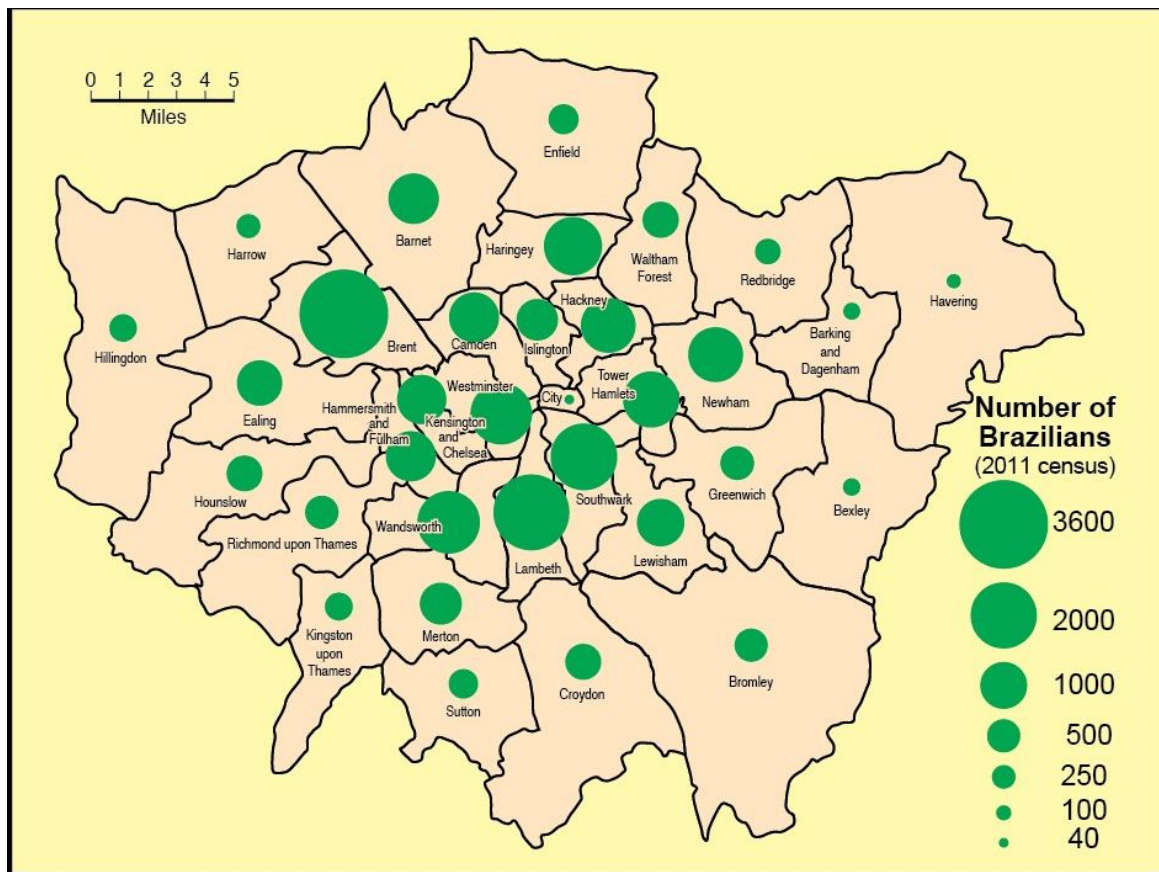 0 1 2 3 4 5
Miles
Enfield
Harrow
Barnet
Haringey
Waltham
Forest
Redbridge
Havering
Hillingdon
Brent
Camden
Islington
Hackney
Barking
and
Dagenham
Ealing
Hammersmith
and
Fulham
Westminster
Kensington
and
Chelsea
City
Tower
Hamlets
Newham
Hounslow
Richmond upon Thames
Wandsworth
Lambeth
Southwark
Lewisham
Greenwich
Bexley
Kingston
upon
Thames
Merton
Sutton
Croydon
Bromley
Number of
Brazilians
(2011 census)
3600
2000
1000
500
250
100
40